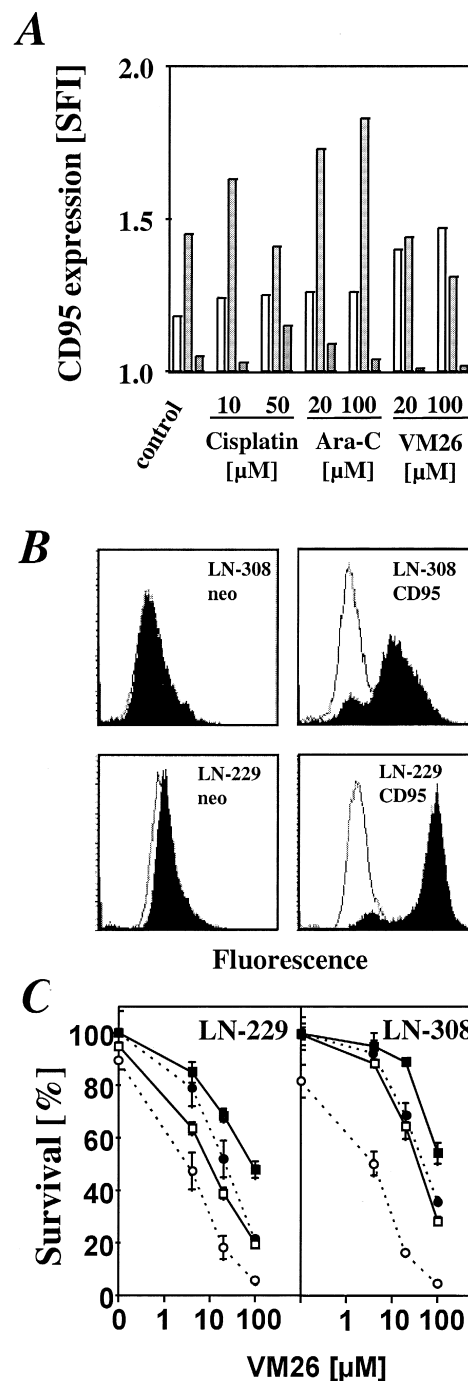 A
CD95 expression [SFI]
2.0
1.5
1.0
control
10 50 20 100 20 100
Cisplatin Ara-C VM26
[µM] [µM] [µM]
B
LN-308
neo
LN-308
CD95
LN-229
neo
LN-229
CD95
Fluorescence
C
Survival [%]
100
80
60
40
20
0
LN-229
LN-308
0 1 10 100 1 10 100
VM26 [µM]